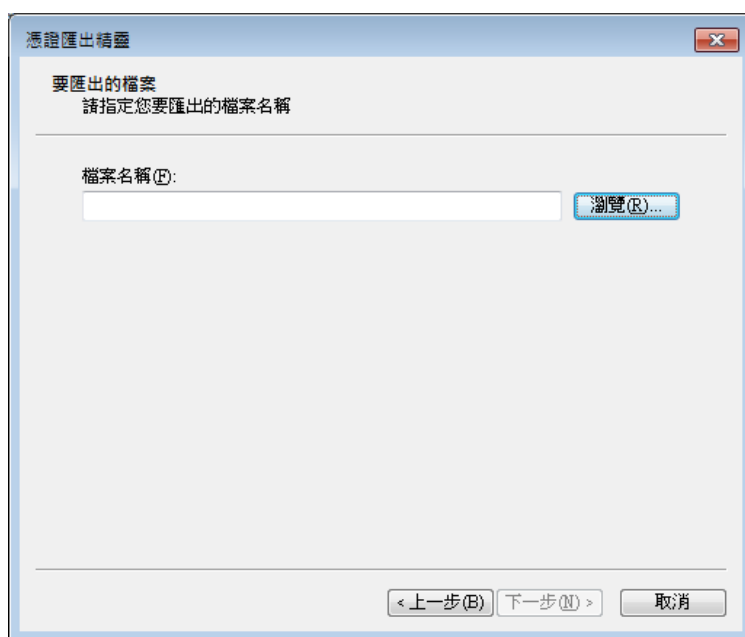 憑證匯出精靈
要匯出的檔案
請指定您要匯出的檔案名稱
檔案名稱(F):
瀏覽(R)...
<上一步(B) 下一步(N)> 取消